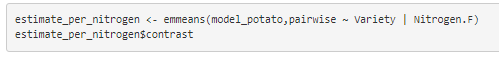 estimate_per_nitrogen <- emmeans(model_potato,pairwise ~ Variety | Nitrogen.F)
estimate_per_nitrogen$contrast